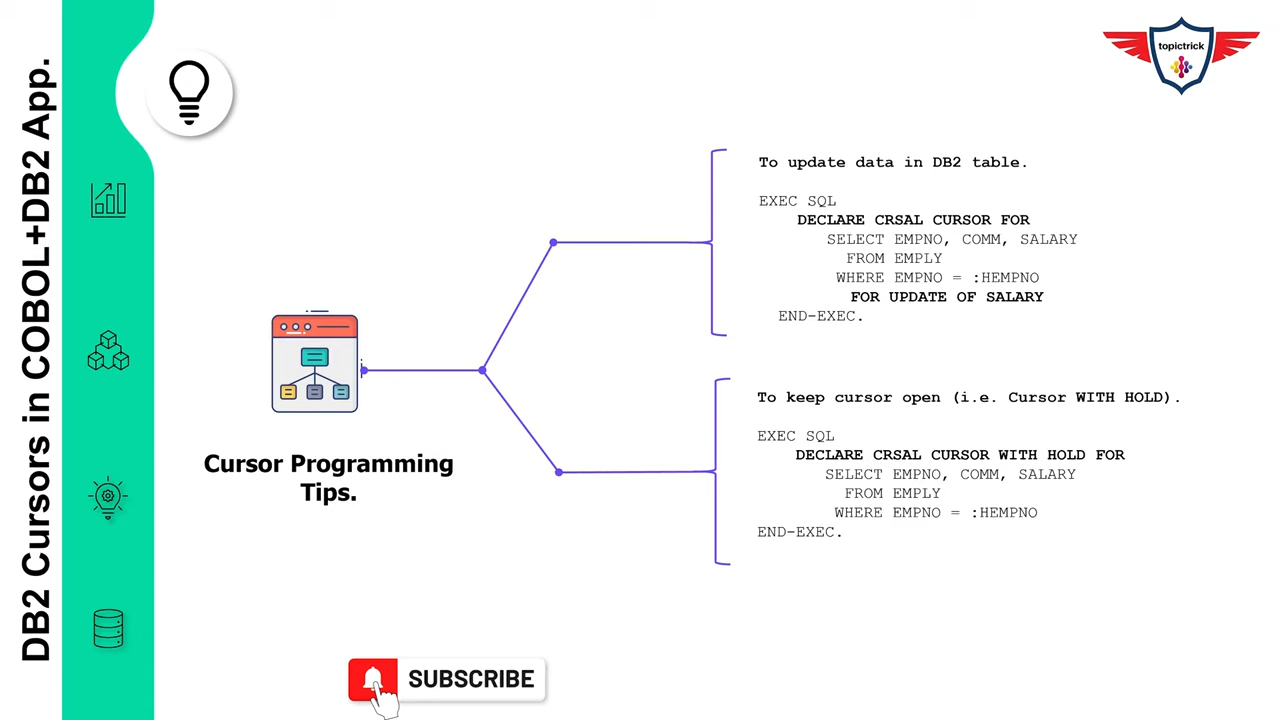 DB2 Cursors in COBOL+DB2 App.
topictrick
To update data in DB2 table.
EXEC SQL
DECLARE CRSAL CURSOR FOR
SELECT EMPNO, COMM, SALARY
FROM EMPLY
WHERE EMPNO = :HEMPNO
FOR UPDATE OF SALARY
END-EXEC.
Cursor Programming
Tips.
To keep cursor open (i.e. Cursor WITH HOLD).
EXEC SQL
DECLARE CRSAL CURSOR WITH HOLD FOR
SELECT EMPNO, COMM, SALARY
FROM EMPLY
WHERE EMPNO = :HEMPNO
END-EXEC.
SUBSCRIBE